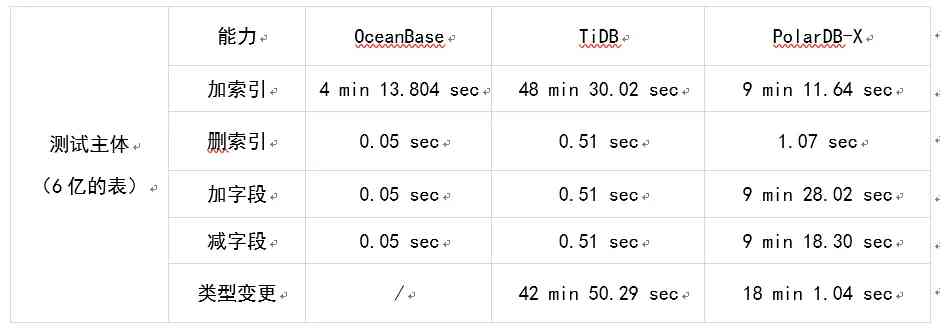 能力 OceanBase TiDB PolarDB-X
加索引 4 min 13.804 sec 48 min 30.02 sec 9 min 11.64 sec
测试主体
（6 亿的表）
删索引 0.05 sec 0.51 sec 1.07 sec
加字段 0.05 sec 0.51 sec 9 min 28.02 sec
减字段 0.05 sec 0.51 sec 9 min 18.30 sec
类型变更 / 42 min 50.29 sec 18 min 1.04 sec